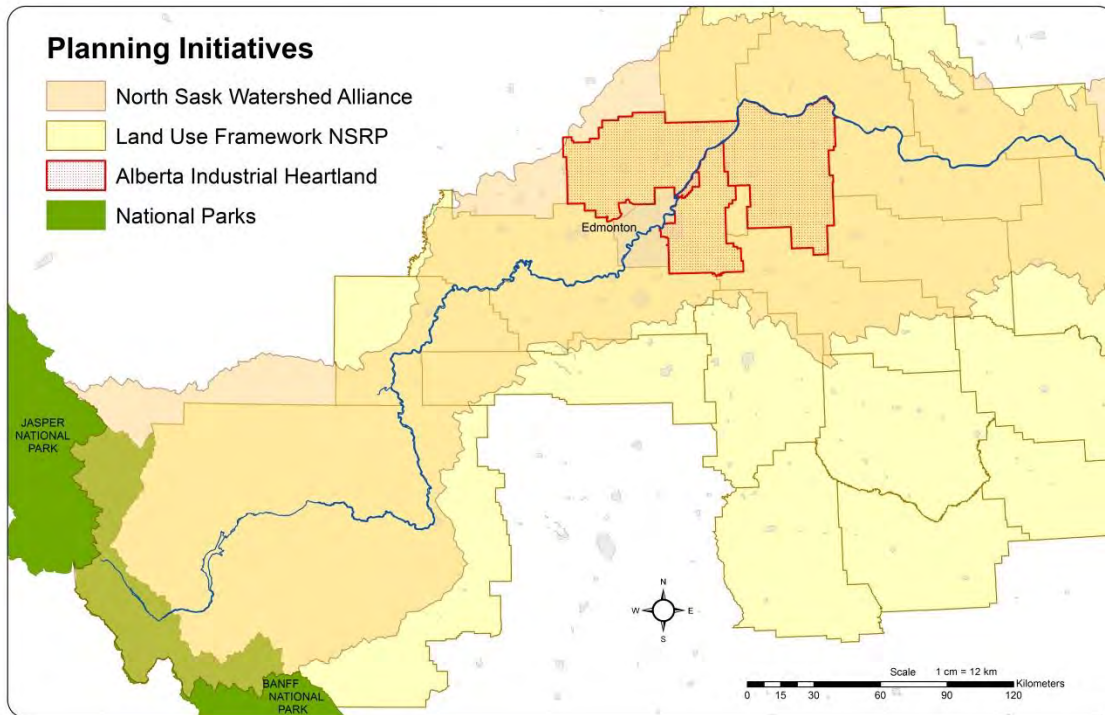 Planning Initiatives
North Sask Watershed Alliance
Land Use Framework NSRP
Alberta Industrial Heartland
National Parks
Edmonton
JASPER
NATIONAL
PARK
BANFF
NATIONAL
PARK
N
W E
S
Scale 1 cm = 12 km
Kilometers
0 15 30 60 90 120